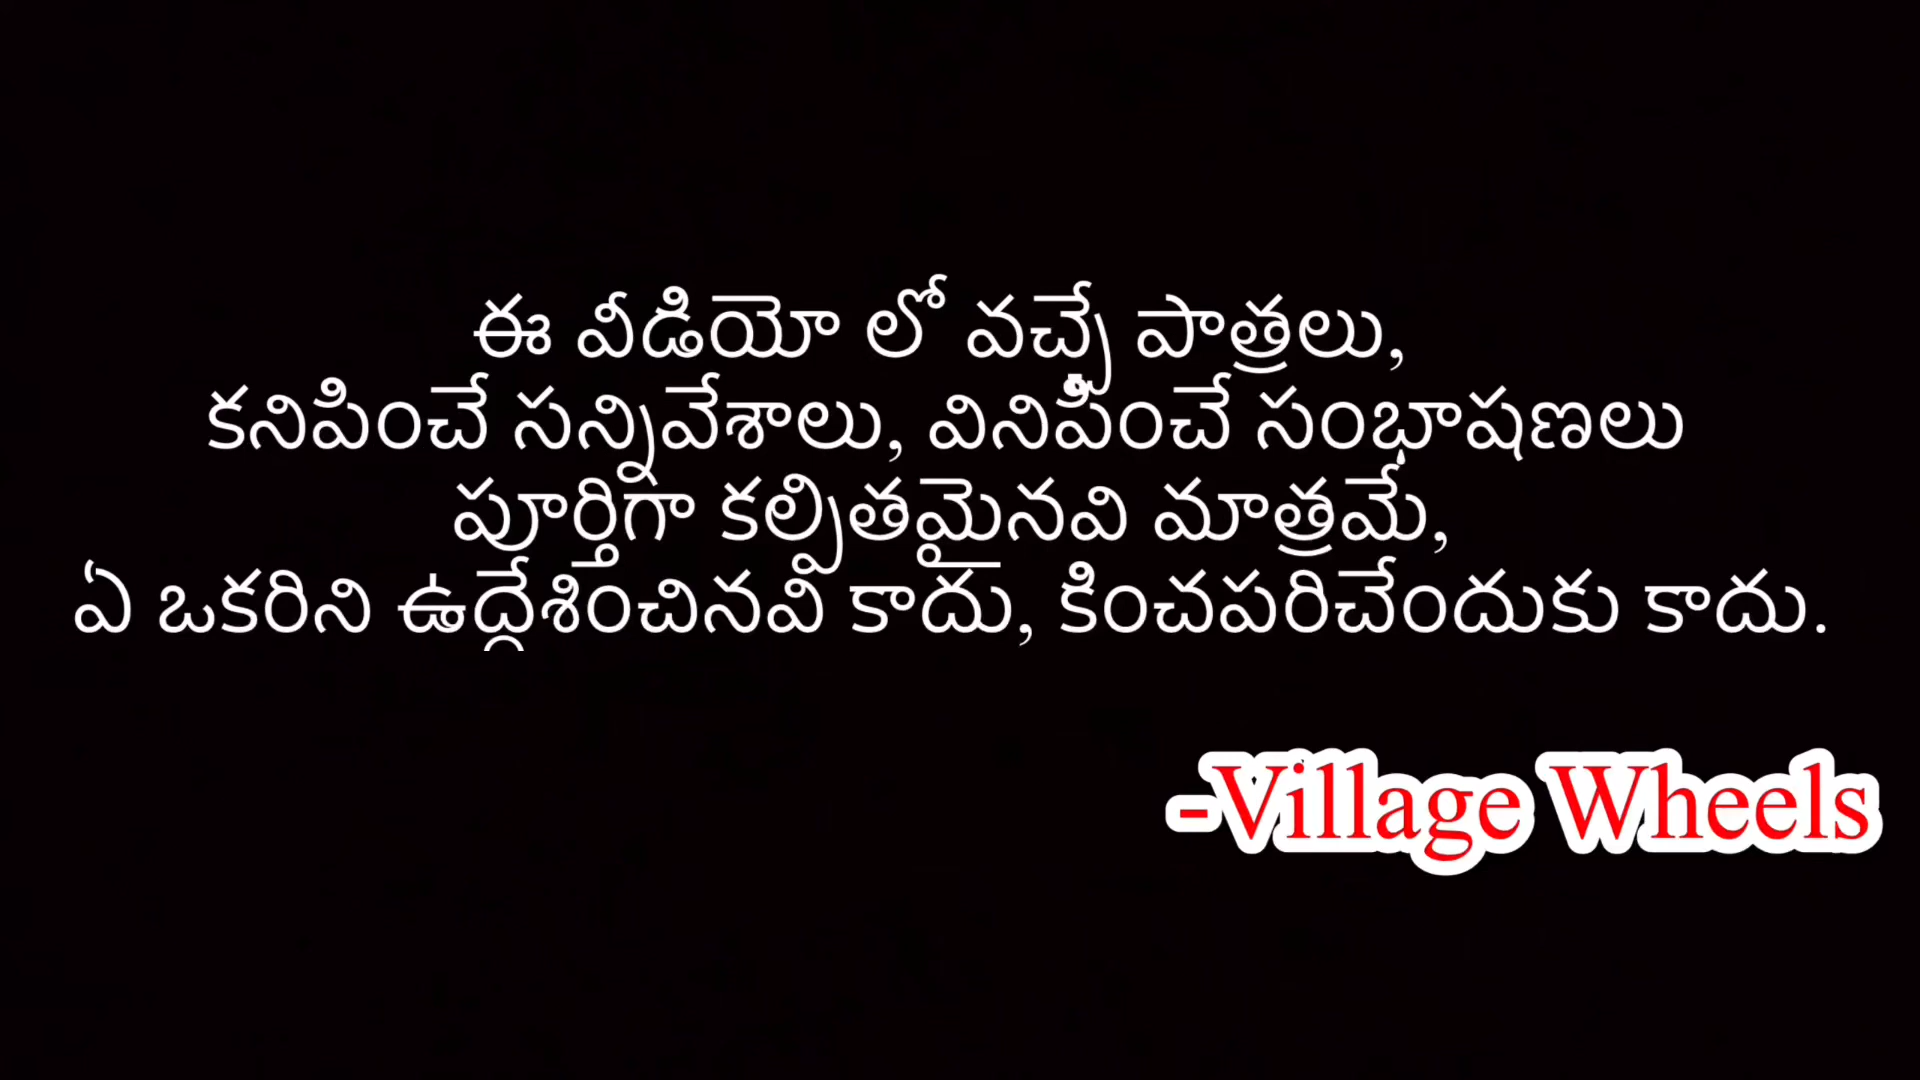 ఈ వీడియో లో వచ్చే పాత్రలు,
కనిపించే సన్నివేశాలు, వినిపించే సంభాషణలు
పూర్తిగా కల్పితమైనవి మాత్రమే,
ఏ ఒకరిని ఉద్దేశించినవి కాదు, కించపరిచేందుకు కాదు.
-Village Wheels